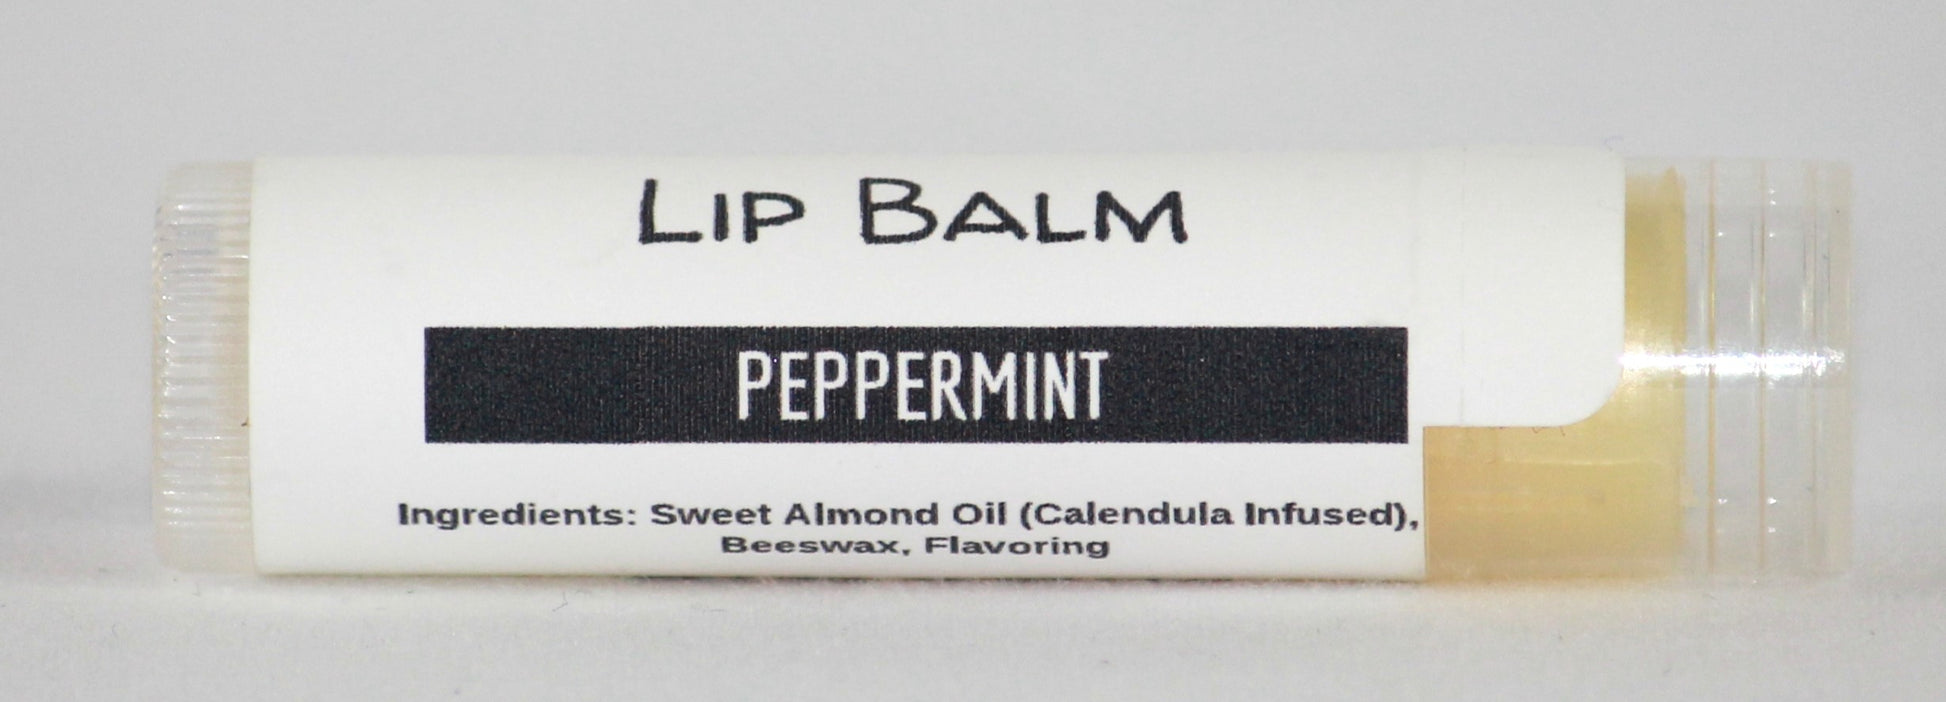 LIP BALM
PEPPERMINT
Ingredients: Sweet Almond Oil (Calendula Infused),
Beeswax, Flavoring